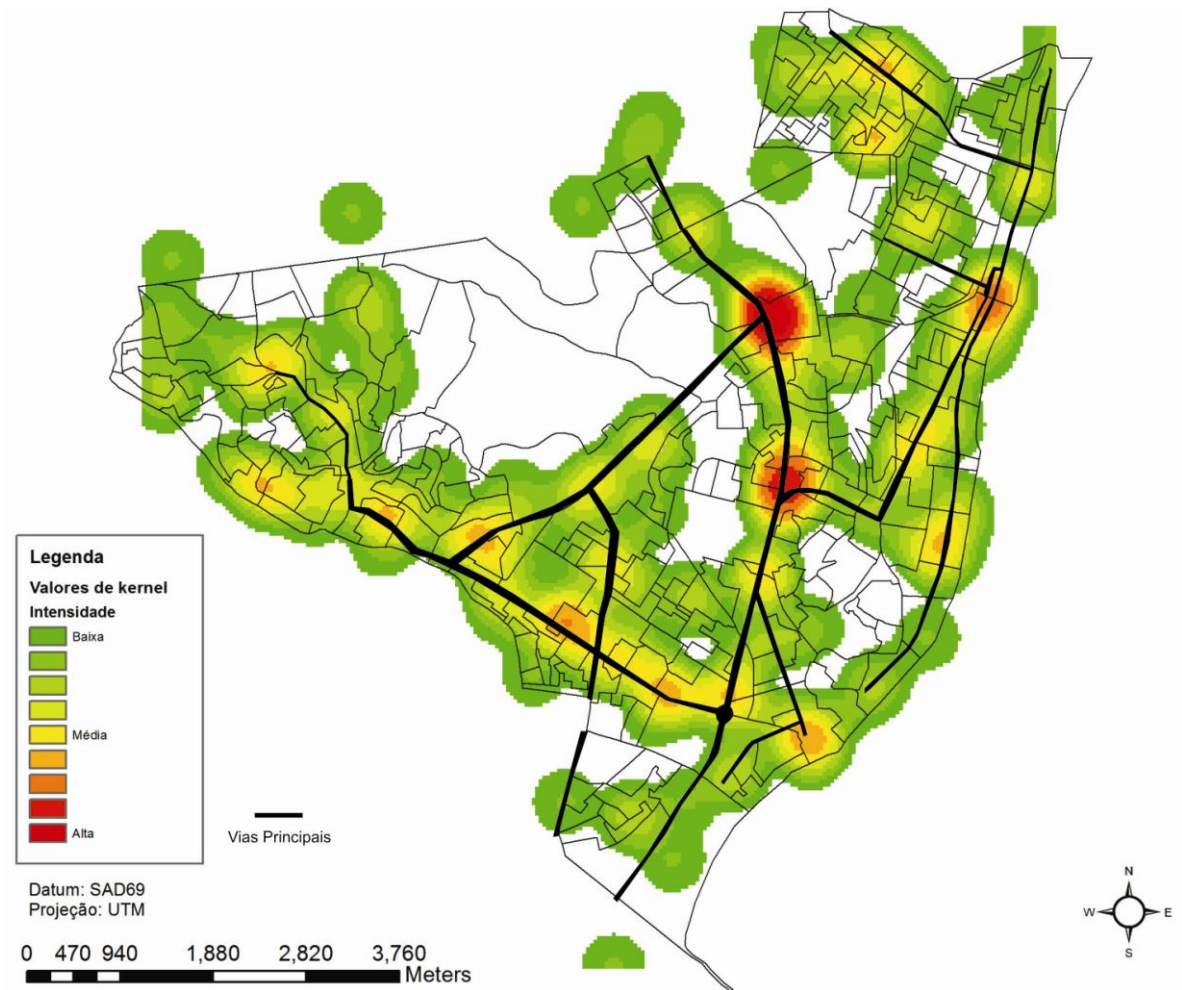 Legenda
Valores de kernel
Intensidade
Baixa
Média
Alta
Vias Principais
Datum: SAD69
Projeção: UTM
0 470 940 1,880 2,820 3,760
Meters
N
W E
S